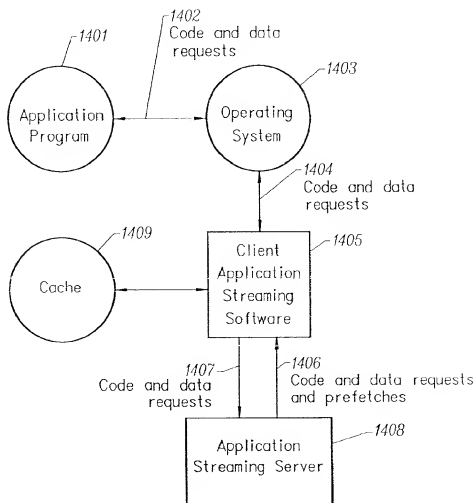 1401
1402
Code and data
requests
1403
Application
Program
Operating
System
1404
Code and data
requests
1409
Cache
Client
Application
Streaming
Software
1405
1407
Code and data
requests
1406
Code and data requests
and prefetches
Application
Streaming Server
1408